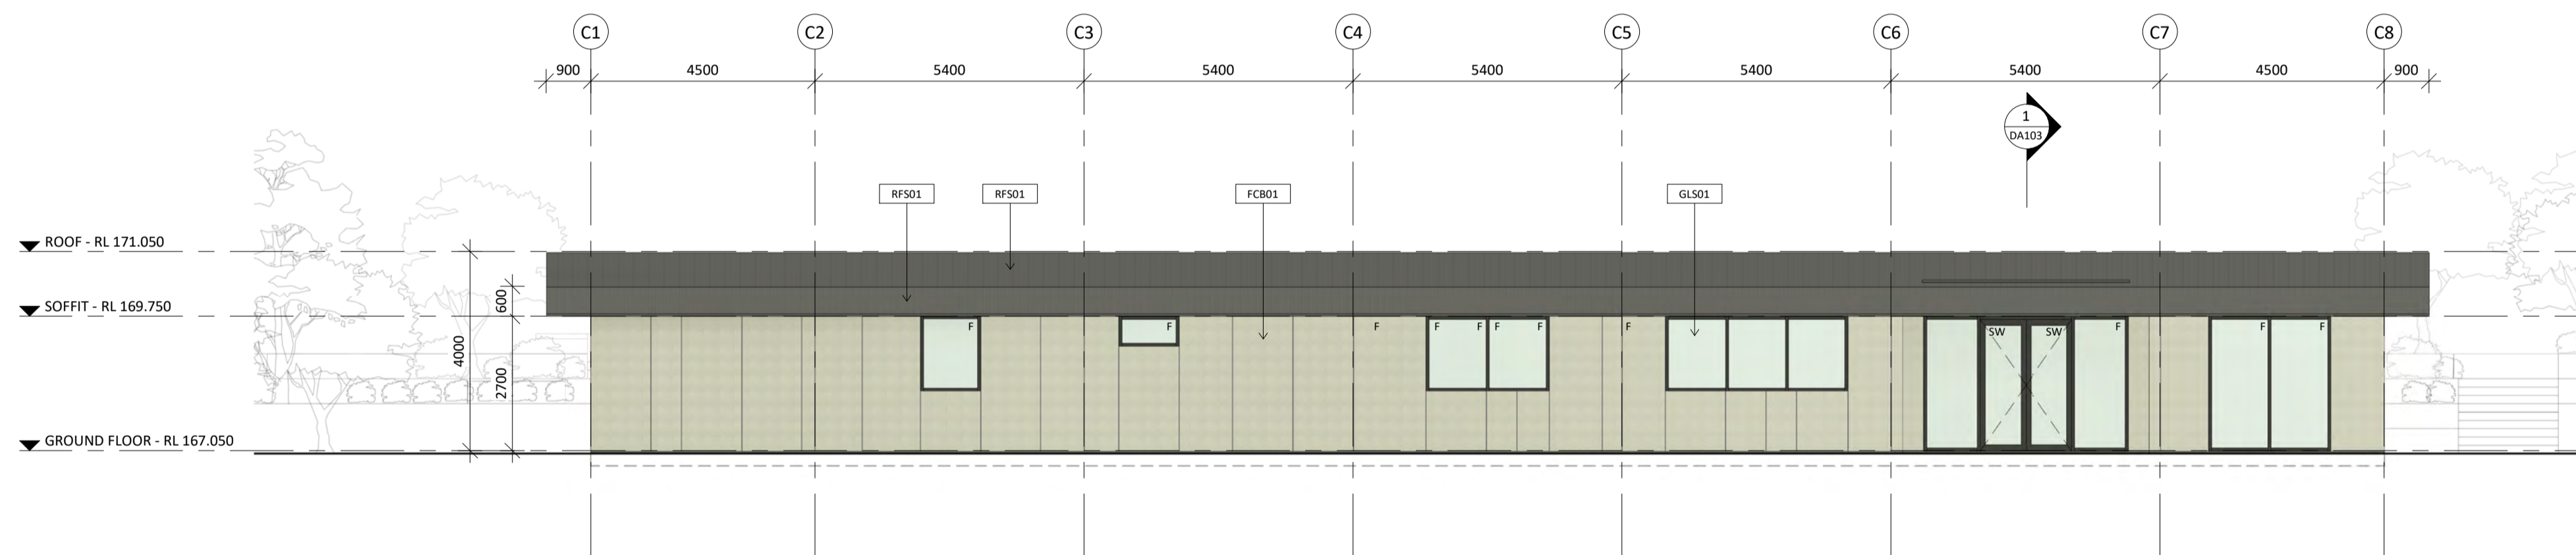 C1 C2 C3 C4 C5 C6 C7 C8
900 4500 5400 5400 5400 5400 5400 4500 900
1
DA103
RFS01 RFS01 FCB01 GLS01
ROOF - RL 171.050
SOFFIT - RL 169.750
GROUND FLOOR - RL 167.050
4000
600
2700
F F F F F F F F SW SW F F F